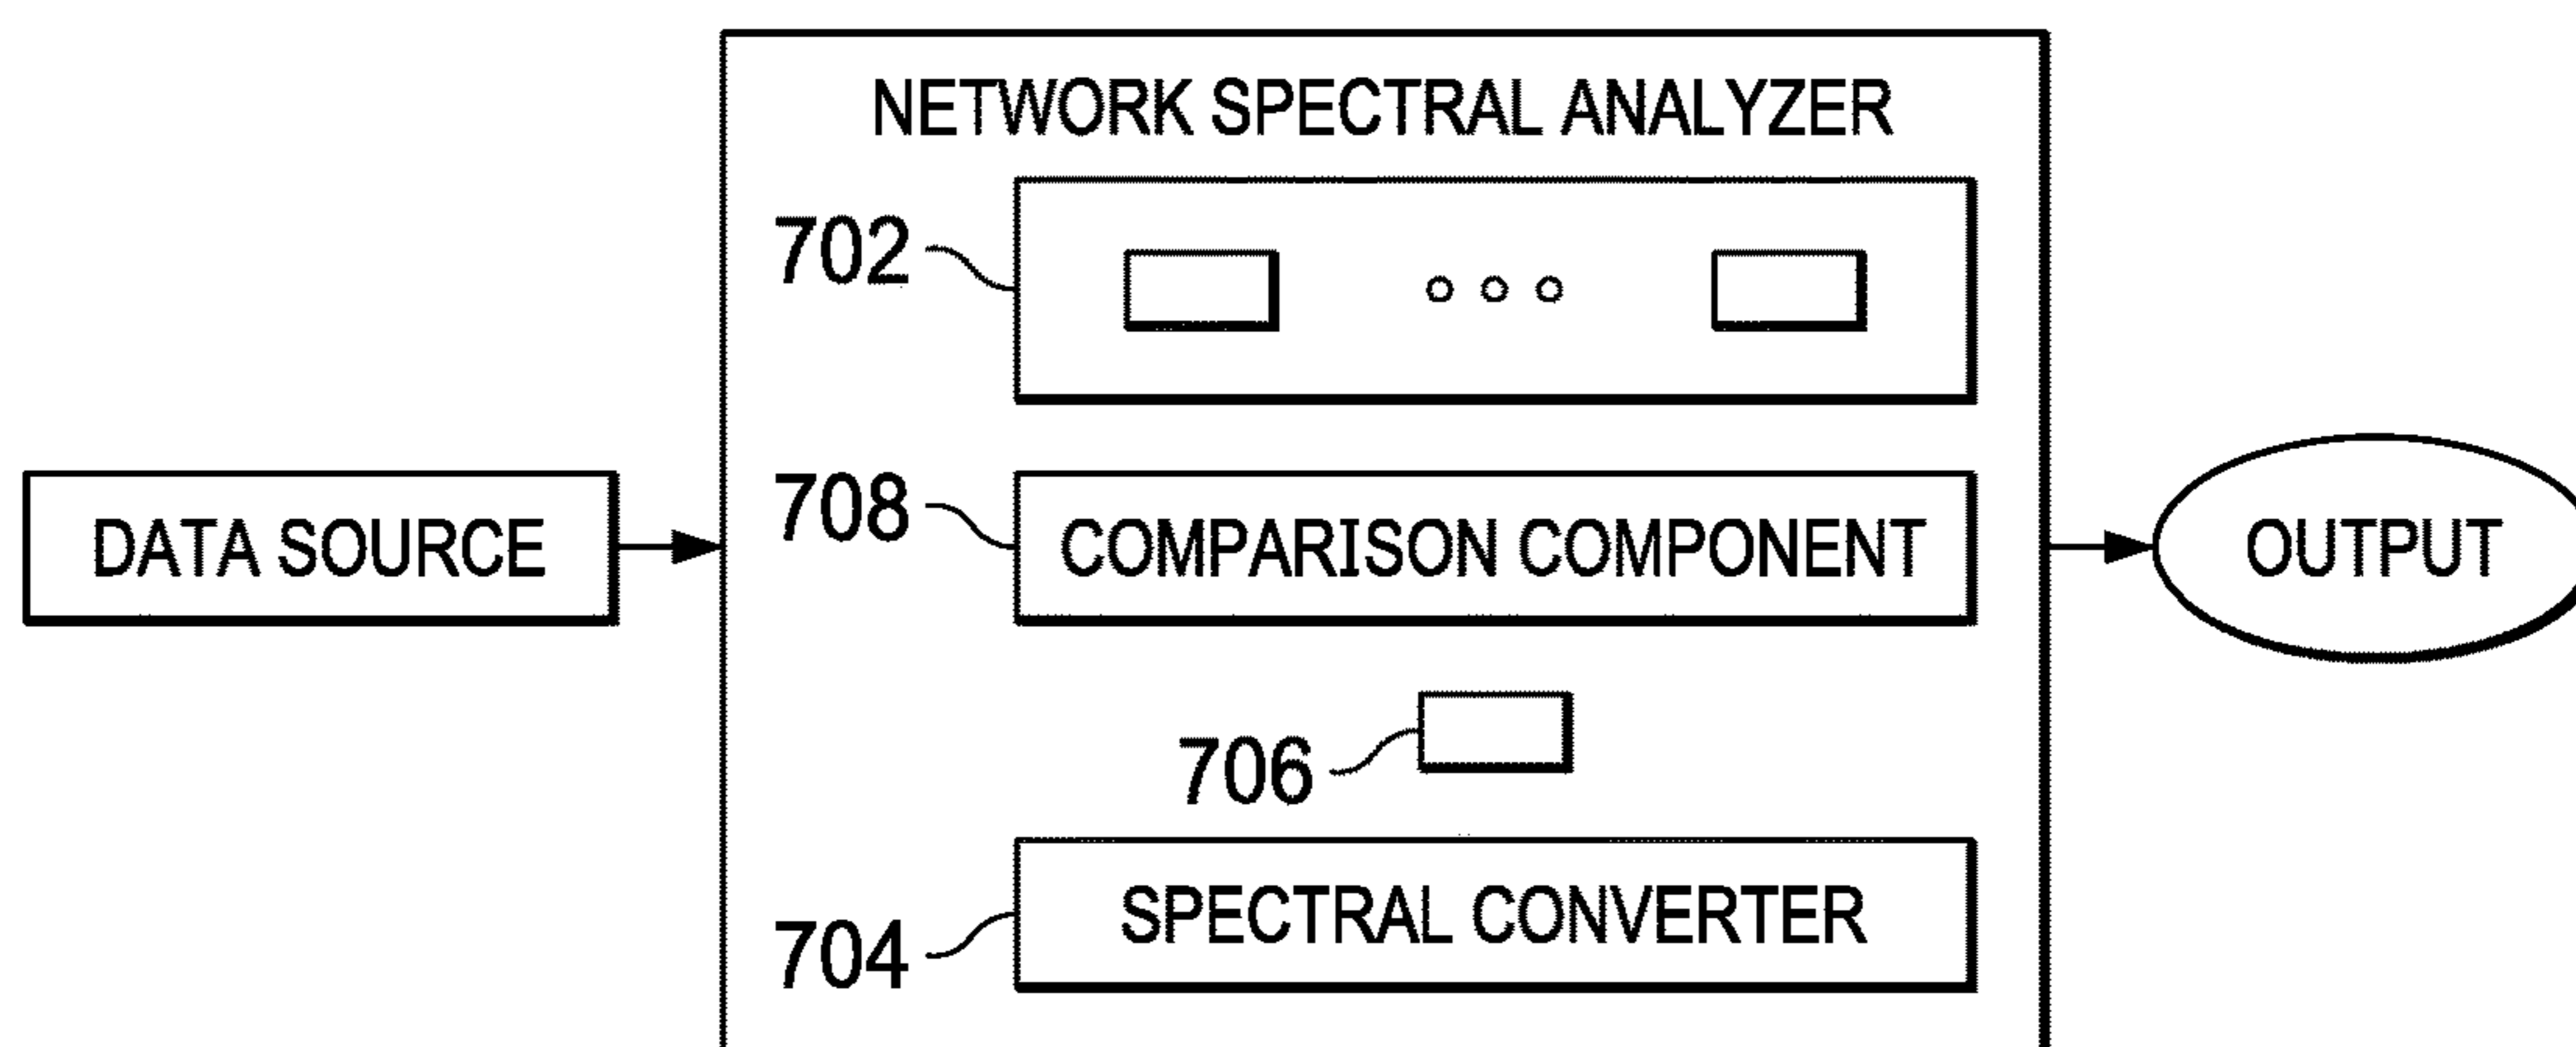 NETWORK SPECTRAL ANALYZER
702
DATA SOURCE
708
COMPARISON COMPONENT
OUTPUT
706
704
SPECTRAL CONVERTER